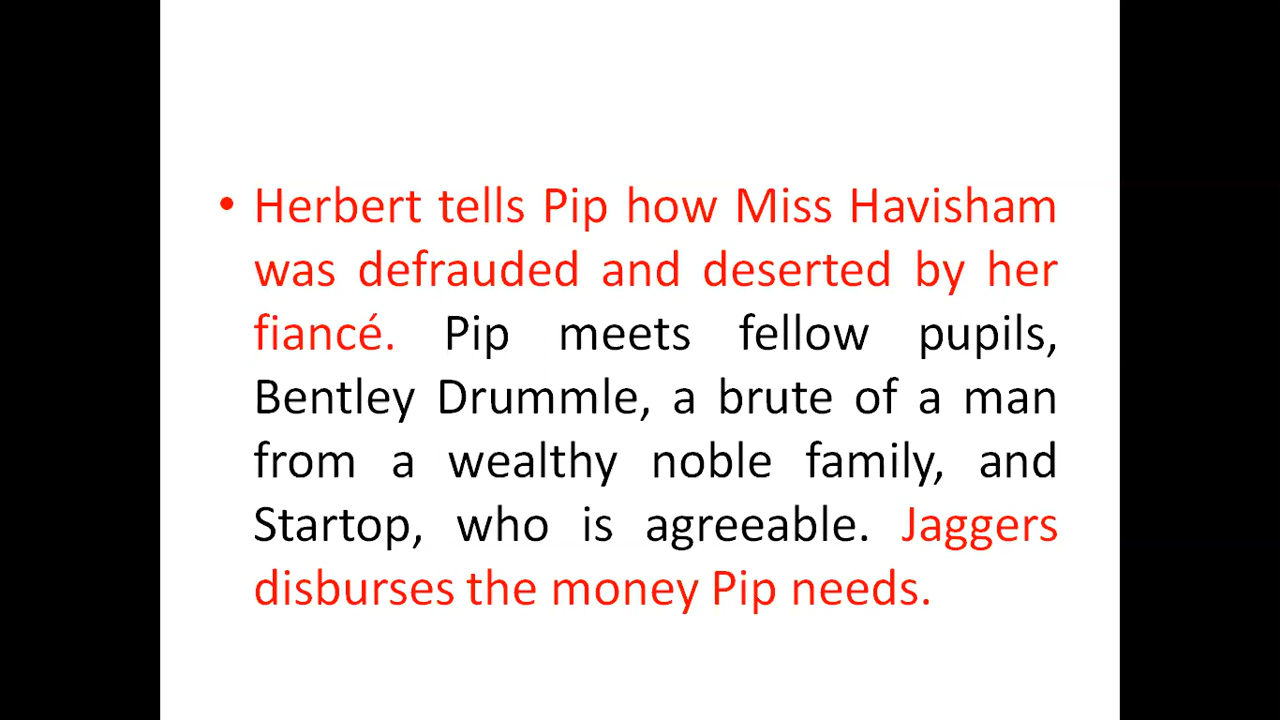 • Herbert tells Pip how Miss Havisham
was defrauded and deserted by her
fiancé. Pip meets fellow pupils,
Bentley Drummle, a brute of a man
from a wealthy noble family, and
Startop, who is agreeable. Jaggers
disburses the money Pip needs.